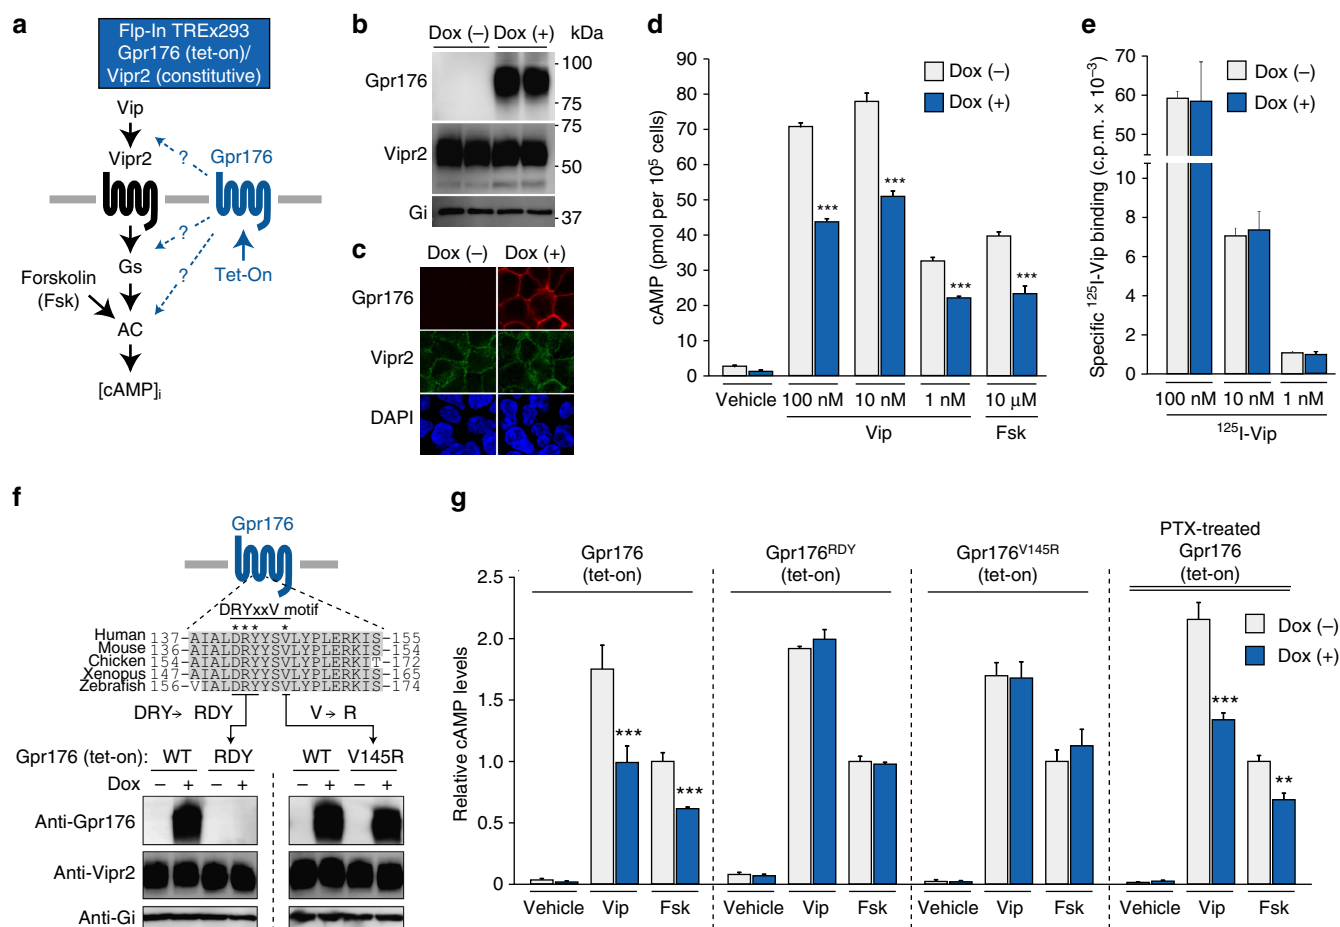 a
Flp-In TREx293
Gpr176 (tet-on)/
Vipr2 (constitutive)
Vip
Vipr2
Gpr176
?
?
?
Gs
Tet-On
Forskolin
(Fsk)
AC
[cAMP]i
b
Dox (–) Dox (+) kDa
Gpr176
100
75
Vipr2
75
50
Gi
37
c
Dox (–) Dox (+)
Gpr176
Vipr2
DAPI
d
cAMP (pmol per 10⁵ cells)
90
80
70
60
50
40
30
20
10
0
Dox (–)
Dox (+)
***
***
***
***
Vehicle 100 nM 10 nM 1 nM 10 μM
Vip Fsk
e
Specific ¹²⁵I-Vip binding (c.p.m. × 10⁻³)
70
60
60
10
8
6
4
2
0
Dox (–)
Dox (+)
100 nM 10 nM 1 nM
¹²⁵I-Vip
f
Gpr176
DRYxxV motif
*** *
Human 137-AIALDRYYSVLYPLERKIS-155
Mouse 136-AIALDRYYSVLYPLERKIS-154
Chicken 154-AIALDRYYSVLYPLERKIT-172
Xenopus 147-AIALDRYYSVLYPLERKIS-165
Zebrafish 156-VIALDRYYSVLYPLERKIS-174
DRY→ RDY V → R
Gpr176 (tet-on): WT RDY WT V145R
Dox – + – + – + – +
Anti-Gpr176
Anti-Vipr2
Anti-Gi
g
Relative cAMP levels
2.5
2.0
1.5
1.0
0.5
0
Gpr176
(tet-on)
Gpr176ᴿᴰʸ
(tet-on)
Gpr176ⱽ¹⁴⁵ᴿ
(tet-on)
PTX-treated
Gpr176
(tet-on)
Dox (–)
Dox (+)
***
***
***
**
Vehicle Vip Fsk Vehicle Vip Fsk Vehicle Vip Fsk Vehicle Vip Fsk